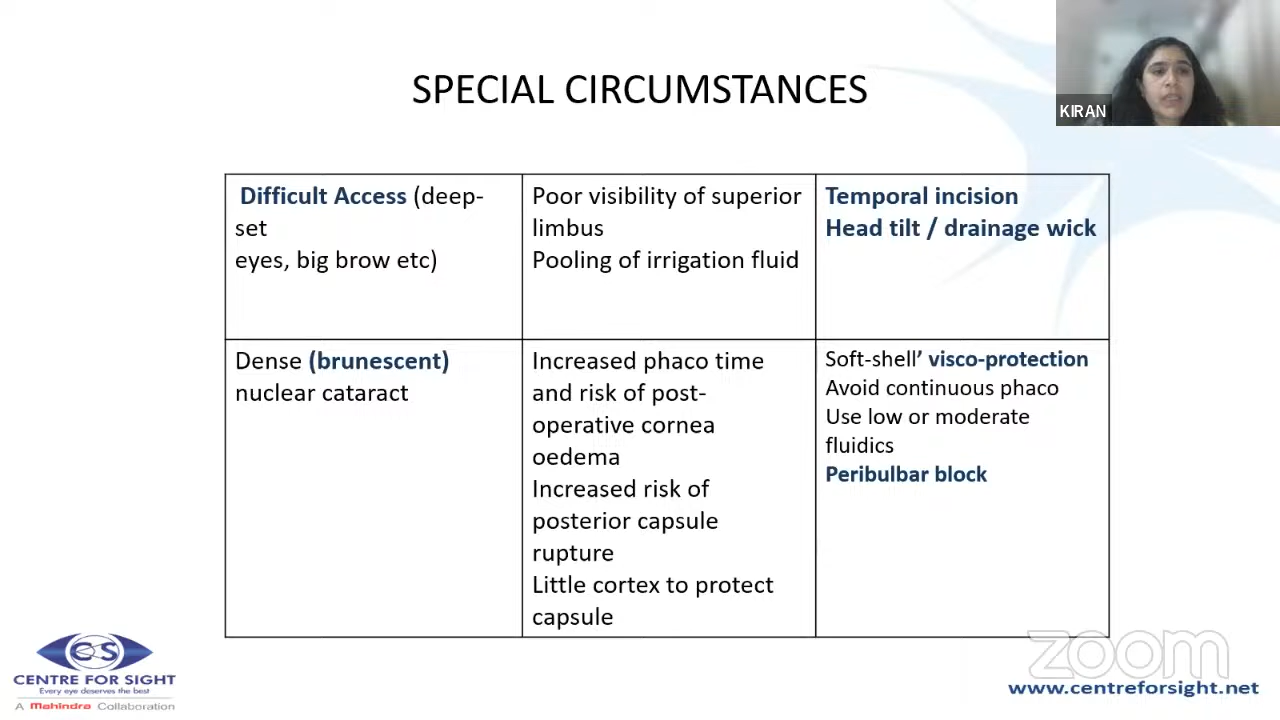 SPECIAL CIRCUMSTANCES
KIRAN
Difficult Access (deep-
set
eyes, big brow etc)
Poor visibility of superior
limbus
Pooling of irrigation fluid
Temporal incision
Head tilt / drainage wick
Dense (brunescent)
nuclear cataract
Increased phaco time
and risk of post-
operative cornea
oedema
Increased risk of
posterior capsule
rupture
Little cortex to protect
capsule
Soft-shell’ visco-protection
Avoid continuous phaco
Use low or moderate
fluidics
Peribulbar block
CS
CENTRE FOR SIGHT
Every eye deserves the best
A Mahindra Collaboration
zoom
www.centreforsight.net